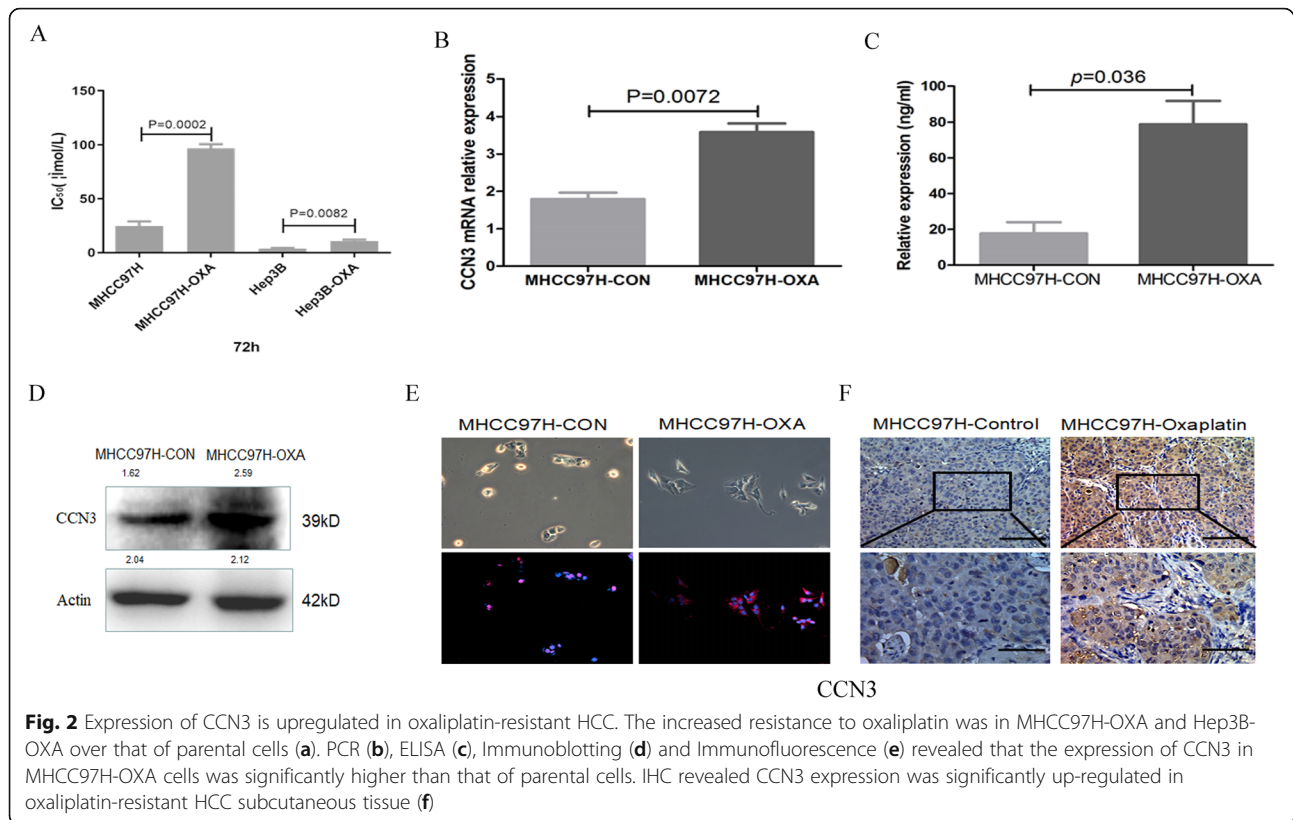 A
IC50( ¦Ìmol/L)
150
100
50
0
P=0.0002
P=0.0082
MHCC97H
MHCC97H-OXA
Hep3B
Hep3B-OXA
72h
B
CCN3 mRNA relative expression
5
4
3
2
1
0
P=0.0072
MHCC97H-CON MHCC97H-OXA
C
Relative expression (ng/ml)
100
80
60
40
20
0
p=0.036
MHCC97H-CON MHCC97H-OXA
D
MHCC97H-CON MHCC97H-OXA
1.62 2.59
CCN3 39kD
2.04 2.12
Actin 42kD
E
MHCC97H-CON MHCC97H-OXA
F
MHCC97H-Control MHCC97H-Oxaplatin
CCN3
Fig. 2 Expression of CCN3 is upregulated in oxaliplatin-resistant HCC. The increased resistance to oxaliplatin was in MHCC97H-OXA and Hep3B-
OXA over that of parental cells (a). PCR (b), ELISA (c), Immunoblotting (d) and Immunofluorescence (e) revealed that the expression of CCN3 in
MHCC97H-OXA cells was significantly higher than that of parental cells. IHC revealed CCN3 expression was significantly up-regulated in
oxaliplatin-resistant HCC subcutaneous tissue (f)